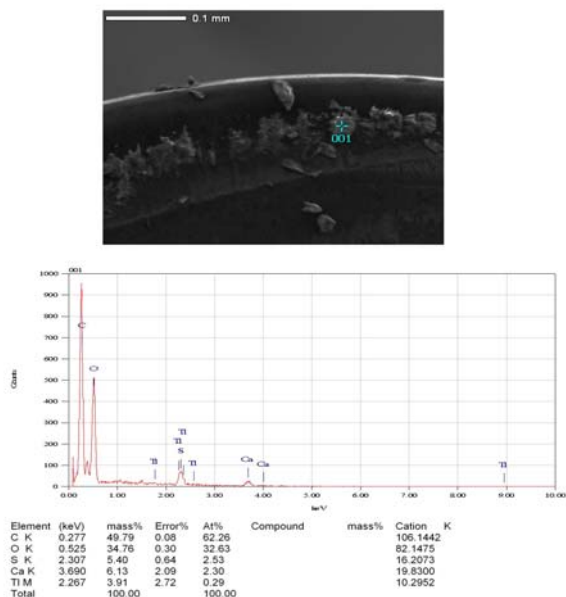 0.1 mm
001
001
1000
900
800
700
600
500
400
300
200
100
0
Counts
C
O
Tl
Tl
S
Tl
Tl
Ca
Ca
Tl
0.00 1.00 2.00 3.00 4.00 5.00 6.00 7.00 8.00 9.00 10.00
keV
Element (keV) mass% Error% At% Compound mass% Cation K
C K 0.277 49.79 0.08 62.26 106.1442
O K 0.525 34.76 0.30 32.63 82.1475
S K 2.307 5.40 0.64 2.53 16.2073
Ca K 3.690 6.13 2.09 2.30 19.8300
Tl M 2.267 3.91 2.72 0.29 10.2952
Total 100.00 100.00